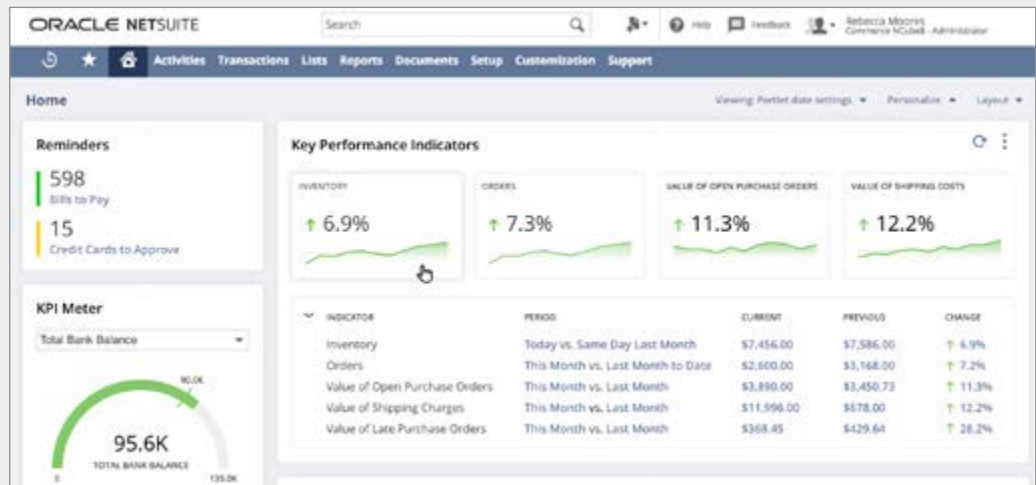 ORACLE NETSUITE
Search
Help
Feedback
Rebecca Moores
Activities Transactions Lists Reports Documents Setup Customization Support
Home
Viewing: Portlet date settings
Personalize
Layout
Reminders
598
Bills to Pay
15
Credit Cards to Approve
KPI Meter
Total Bank Balance
90.0K
95.6K
TOTAL BANK BALANCE
0
135.0K
Key Performance Indicators
INVENTORY
6.9%
ORDERS
7.3%
VALUE OF OPEN PURCHASE ORDERS
11.3%
VALUE OF SHIPPING COSTS
12.2%
INDICATOR PERIOD CURRENT PREVIOUS CHANGE
Inventory Today vs. Same Day Last Month $7,456.00 $7,586.00 6.9%
Orders This Month vs. Last Month to Date $2,600.00 $3,168.00 7.2%
Value of Open Purchase Orders This Month vs. Last Month $3,890.00 $3,450.73 11.3%
Value of Shipping Charges This Month vs. Last Month $11,996.00 $678.00 12.2%
Value of Late Purchase Orders This Month vs. Last Month $368.45 $429.64 28.2%